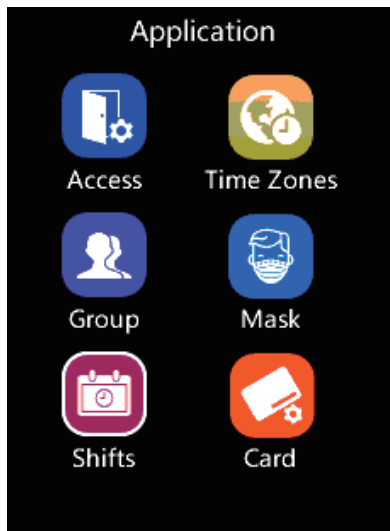 Application
Access
Time Zones
Group
Mask
Shifts
Card